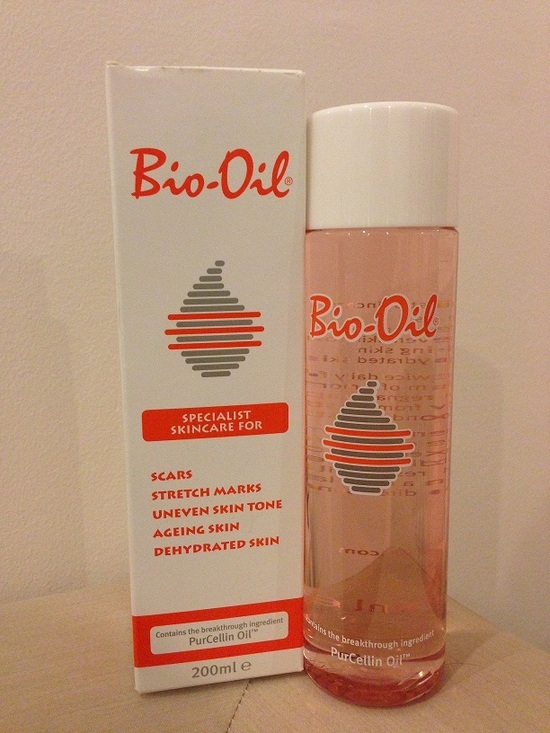 Bio-Oil®
SPECIALIST
SKINCARE FOR
SCARS
STRETCH MARKS
UNEVEN SKIN TONE
AGEING SKIN
DEHYDRATED SKIN
Contains the breakthrough ingredient
PurCellin Oil™
200ml ℮
Bio-Oil®
Contains the breakthrough ingredient
PurCellin Oil™